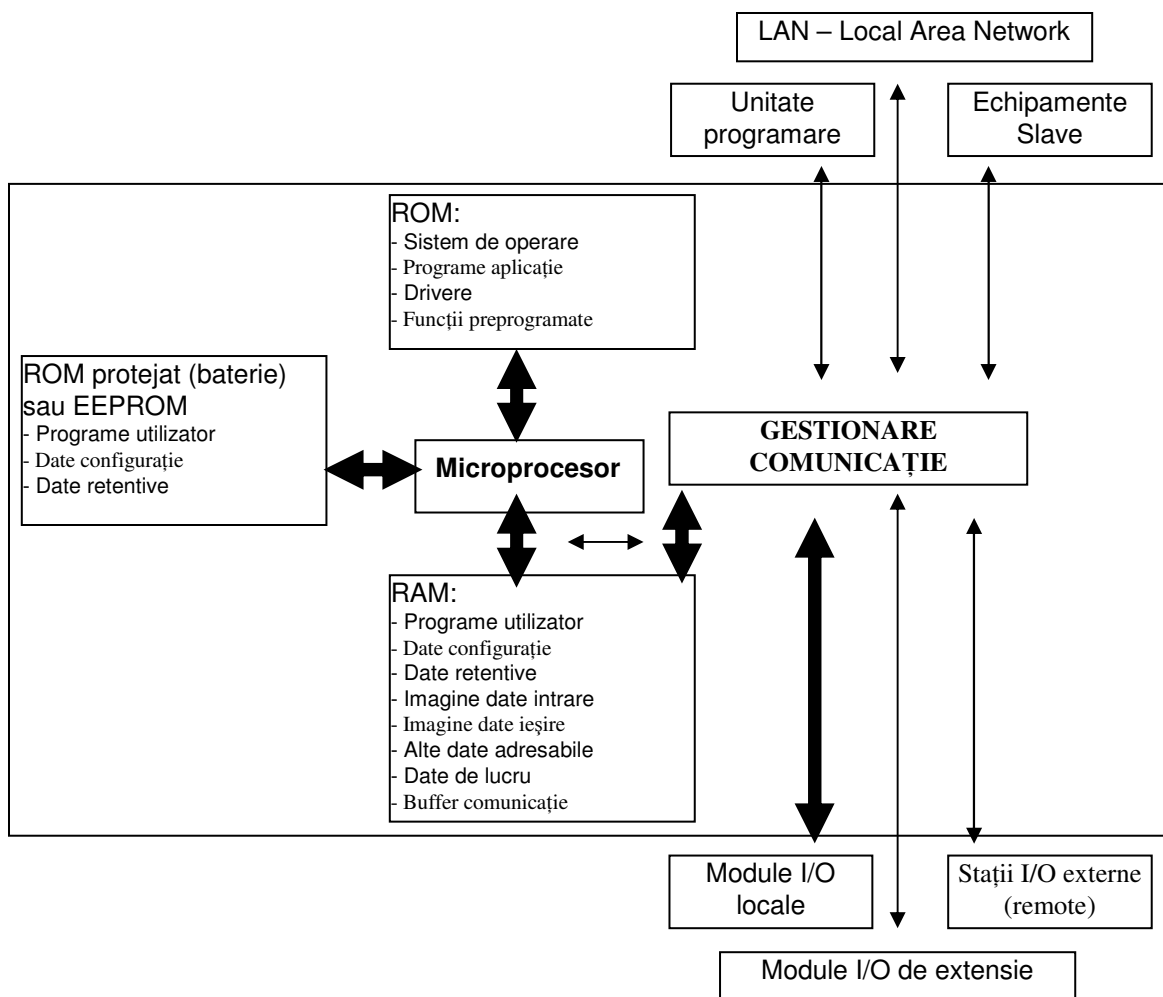 LAN – Local Area Network
Unitate
programare
Echipamente
Slave
ROM:
- Sistem de operare
- Programe aplicație
- Drivere
- Funcții preprogramate
ROM protejat (baterie)
sau EEPROM
- Programe utilizator
- Date configurație
- Date retentive
Microprocesor
GESTIONARE
COMUNICAȚIE
RAM:
- Programe utilizator
- Date configurație
- Date retentive
- Imagine date intrare
- Imagine date ieşire
- Alte date adresabile
- Date de lucru
- Buffer comunicație
Module I/O
locale
Stații I/O externe
(remote)
Module I/O de extensie